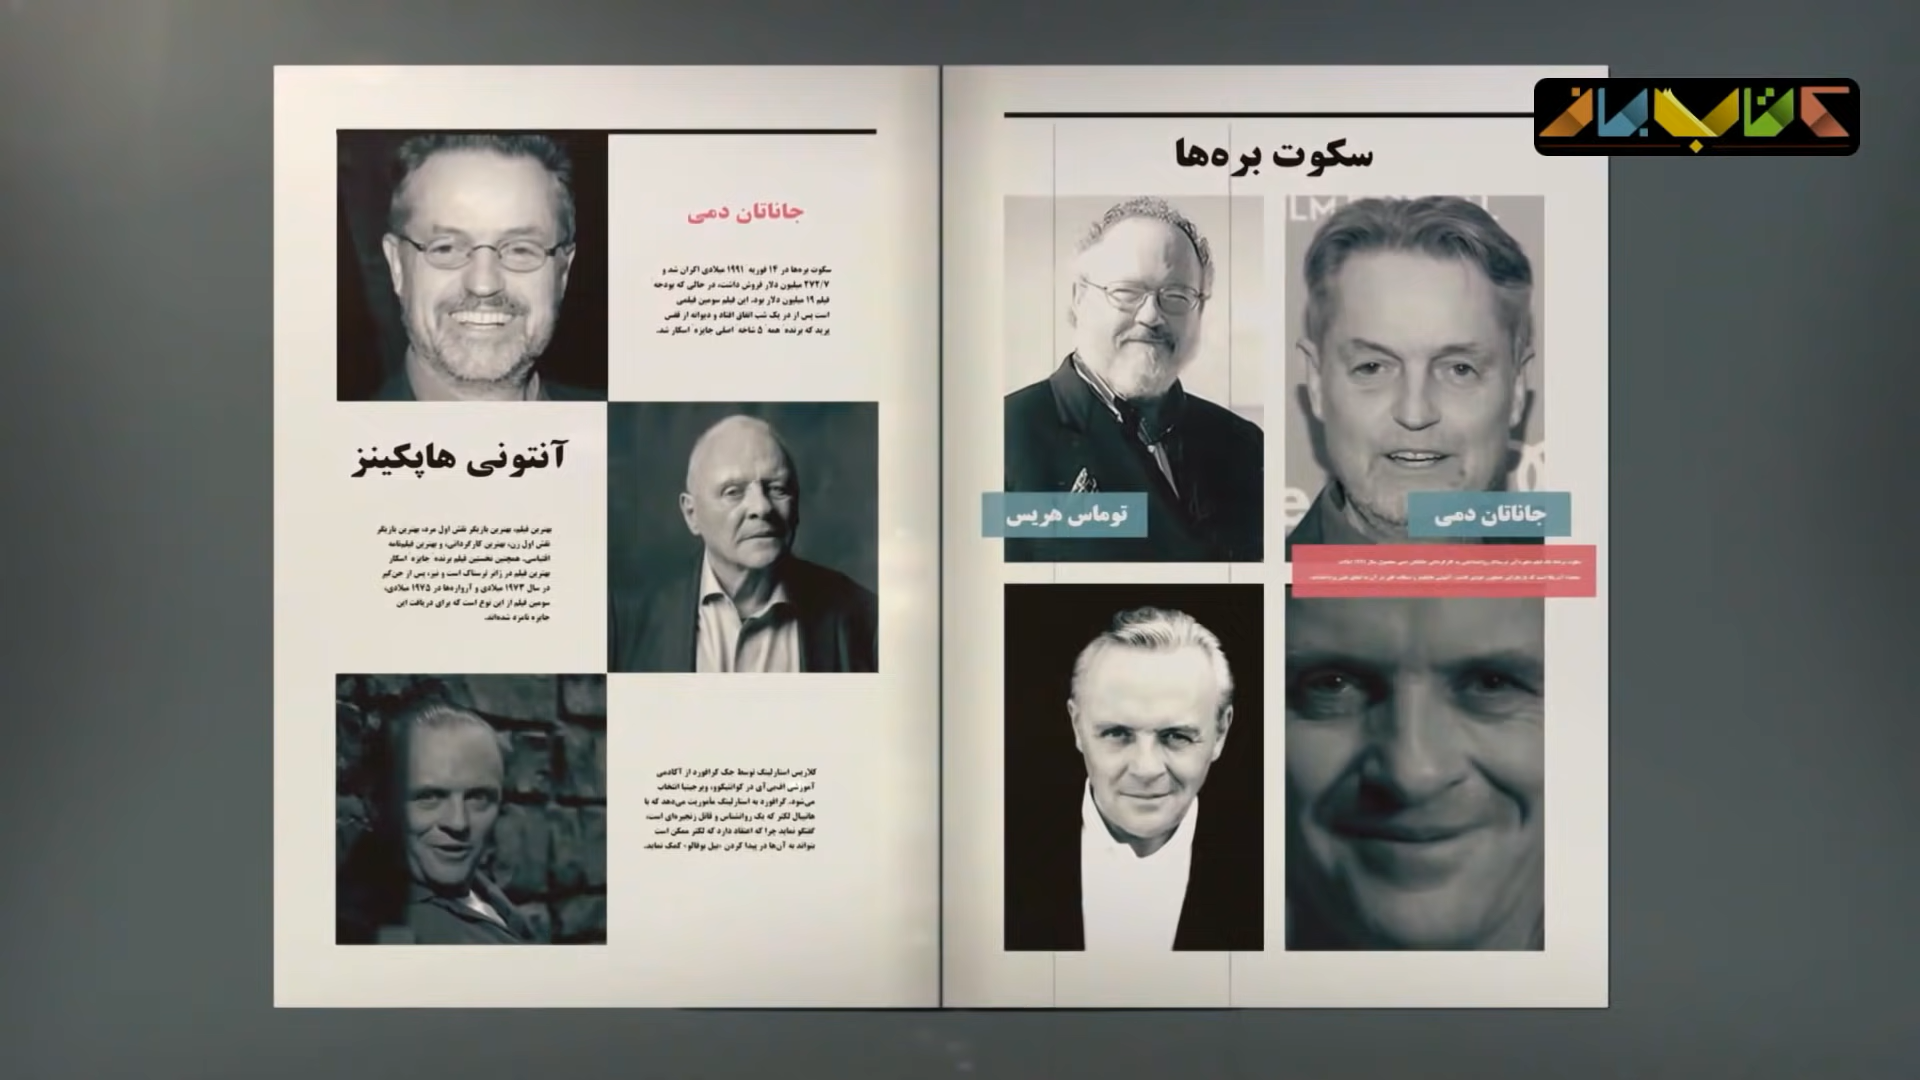 کتاب‌باز
سکوت بره‌ها
توماس هریس
جاناتان دمی
جاناتان دمی
سکوت بره‌ها در ۱۴ فوریه ۱۹۹۱ میلادی اکران شد و
۲۷۲/۷ میلیون دلار فروش داشت، در حالی که بودجه
فیلم ۱۹ میلیون دلار بود. این فیلم سومین فیلمی
است پس از در یک شب اتفاق افتاد و دیوانه از قفس
پرید که برنده همه ۵ شاخه اصلی جایزه اسکار شد.
آنتونی هاپکینز
بهترین فیلم، بهترین بازیگر نقش اول مرد، بهترین بازیگر
نقش اول زن، بهترین کارگردانی، و بهترین فیلم‌نامه
اقتباسی. همچنین نخستین فیلم برنده جایزه اسکار
بهترین فیلم در ژانر ترسناک است و نیز، پس از جن‌گیر
در سال ۱۹۷۳ میلادی و آرواره‌ها در ۱۹۷۵ میلادی،
سومین فیلم از این نوع است که برای دریافت این
جایزه نامزد شده‌اند.
کلاریس استارلینگ توسط جک کرافورد از آکادمی
آموزشی اف‌بی‌آی در کوانتیکوو، ویرجینیا انتخاب
می‌شود. کرافورد به استارلینگ مأموریت می‌دهد که با
هانیبال لکتر که یک روانشناس و قاتل زنجیره‌ای است،
گفتگو نماید چرا که اعتقاد دارد که لکتر ممکن است
بتواند به آن‌ها در پیدا کردن «بیل بوفالو» کمک نماید.